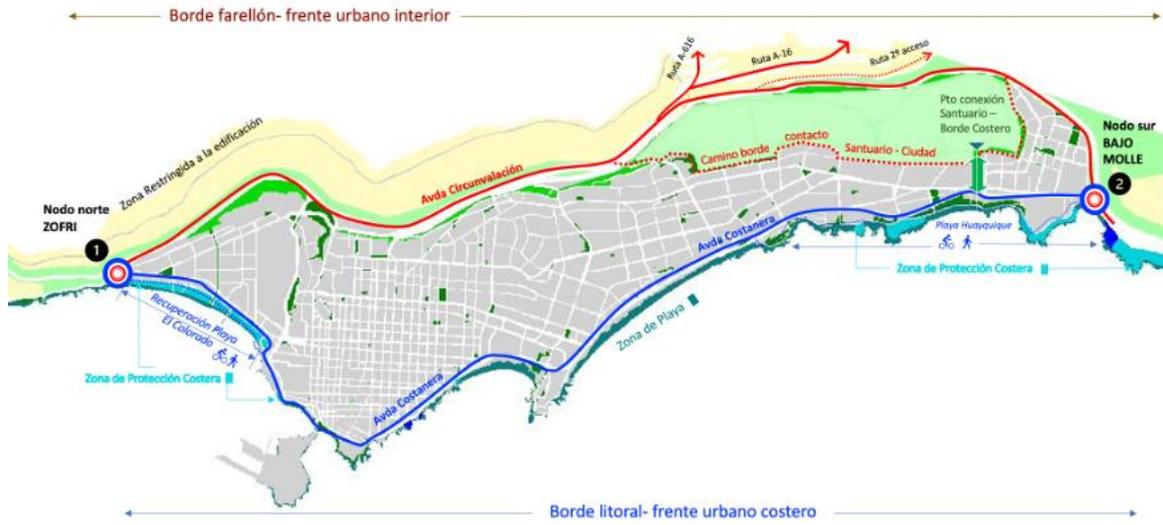 Borde farellón- frente urbano interior
Ruta A-616
Ruta A-16
Ruta 2º acceso
Zona Restringida a la edificación
Pto conexión
Santuario –
Borde Costero
Nodo sur
BAJO
MOLLE
2
Camino borde
contacto
Santuario - Ciudad
Avda Circunvalación
Nodo norte
ZOFRI
1
Avda Costanera
Playa Huayquique
Zona de Protección Costera
Zona de Playa
Recuperación Playa
El Colorado
Zona de Protección Costera
Avda Costanera
Borde litoral- frente urbano costero